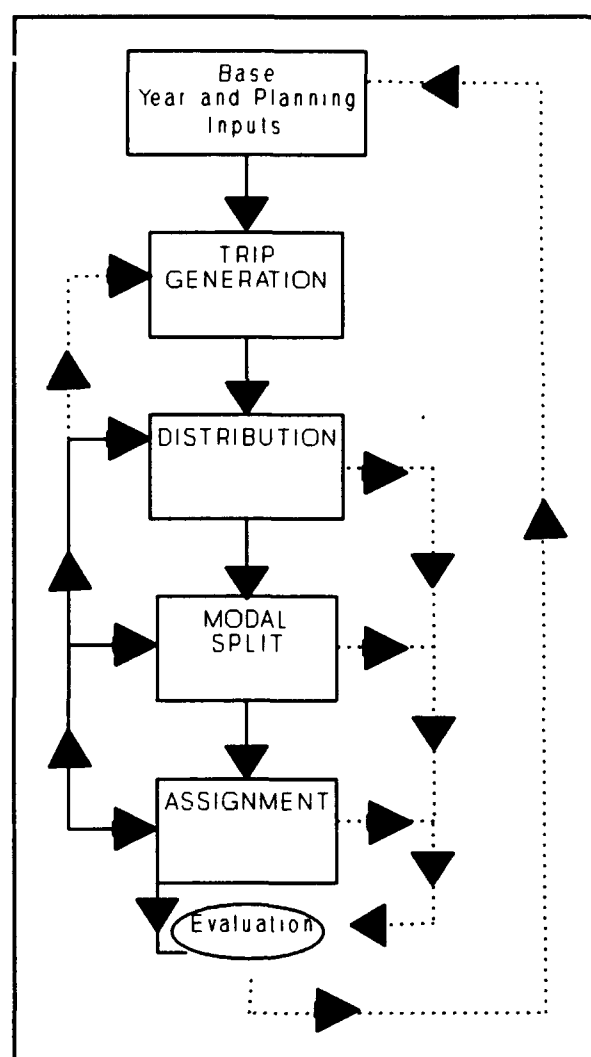 Base
Year and Planning
Inputs
TRIP
GENERATION
DISTRIBUTION
MODAL
SPLIT
ASSIGNMENT
Evaluation